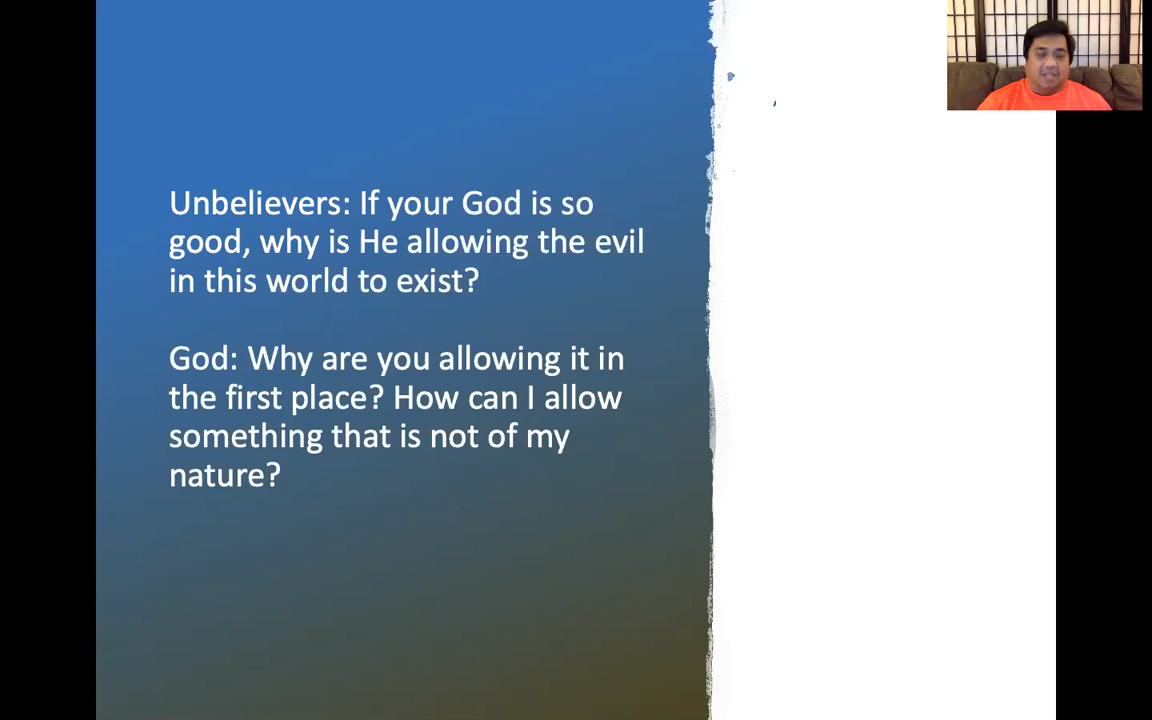 Unbelievers: If your God is so
good, why is He allowing the evil
in this world to exist?
God: Why are you allowing it in
the first place? How can I allow
something that is not of my
nature?